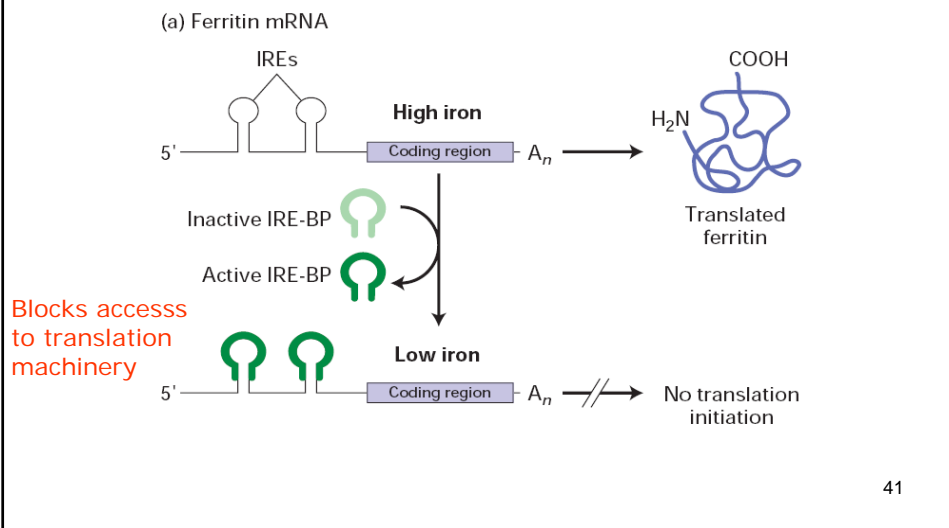 (a) Ferritin mRNA
IREs
COOH
High iron
H2N
5'
Coding region
An
Inactive IRE-BP
Translated
ferritin
Active IRE-BP
Blocks accesss
to translation
machinery
Low iron
5'
Coding region
An
No translation
initiation
41